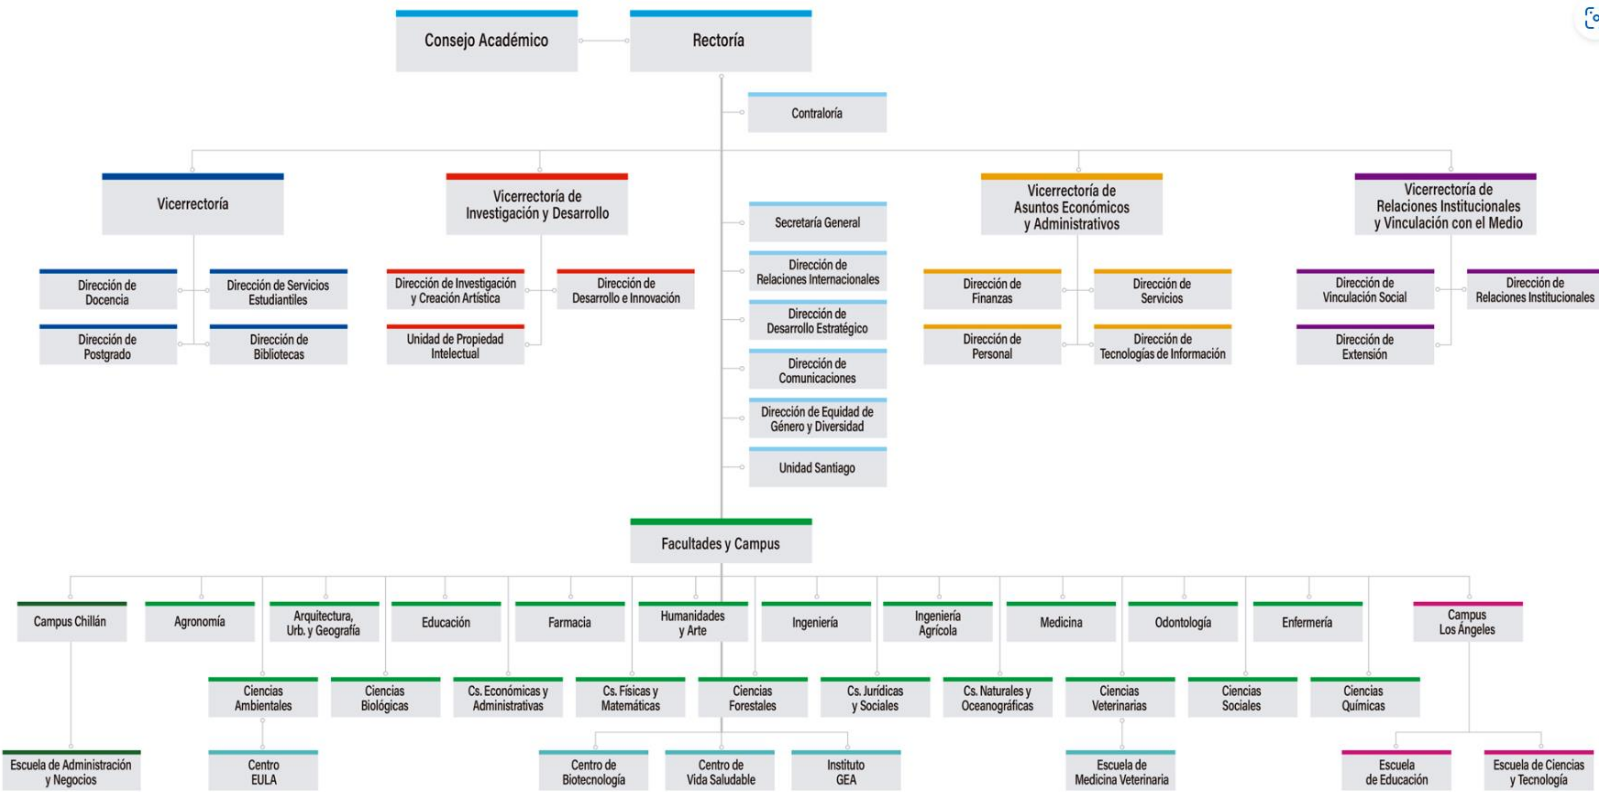 Consejo Académico
Rectoría
Contraloría
Vicerrectoría
Vicerrectoría de
Investigación y Desarrollo
Vicerrectoría de
Asuntos Económicos
y Administrativos
Vicerrectoría de
Relaciones Institucionales
y Vinculación con el Medio
Secretaría General
Dirección de
Relaciones Internacionales
Dirección de
Desarrollo Estratégico
Dirección de
Comunicaciones
Dirección de Equidad de
Género y Diversidad
Unidad Santiago
Dirección de
Docencia
Dirección de Servicios
Estudiantiles
Dirección de
Postgrado
Dirección de
Bibliotecas
Dirección de Investigación
y Creación Artística
Dirección de
Desarrollo e Innovación
Unidad de Propiedad
Intelectual
Dirección de
Finanzas
Dirección de
Servicios
Dirección de
Personal
Dirección de
Tecnologías de Información
Dirección de
Vinculación Social
Dirección de
Relaciones Institucionales
Dirección de
Extensión
Facultades y Campus
Campus Chillán
Agronomía
Arquitectura,
Urb. y Geografía
Educación
Farmacia
Humanidades
y Arte
Ingeniería
Ingeniería
Agrícola
Medicina
Odontología
Enfermería
Campus
Los Ángeles
Ciencias
Ambientales
Ciencias
Biológicas
Cs. Económicas y
Administrativas
Cs. Físicas y
Matemáticas
Ciencias
Forestales
Cs. Jurídicas
y Sociales
Cs. Naturales y
Oceanográficas
Ciencias
Veterinarias
Ciencias
Sociales
Ciencias
Químicas
Escuela de Administración
y Negocios
Centro
EULA
Centro de
Biotecnología
Centro de
Vida Saludable
Instituto
GEA
Escuela de
Medicina Veterinaria
Escuela
de Educación
Escuela de Ciencias
y Tecnología